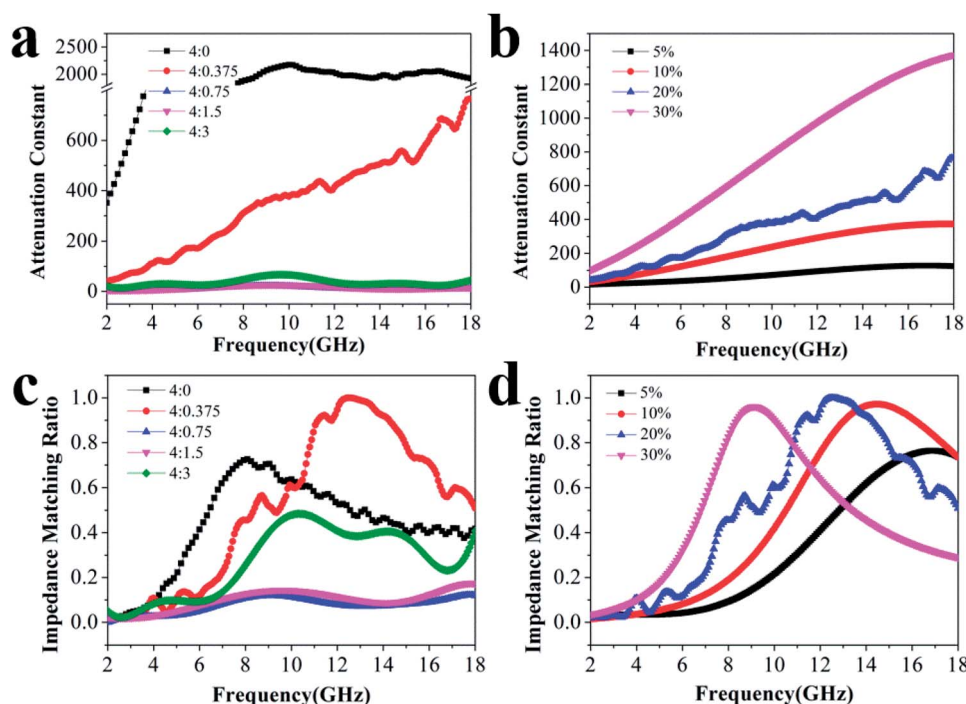 a
2500
2000
600
400
200
0
Attenuation Constant
4:0
4:0.375
4:0.75
4:1.5
4:3
2 4 6 8 10 12 14 16 18
Frequency(GHz)
b
1400
1200
1000
800
600
400
200
0
Attenuation Constant
5%
10%
20%
30%
2 4 6 8 10 12 14 16 18
Frequency(GHz)
c
1.0
0.8
0.6
0.4
0.2
0.0
Impedance Matching Ratio
4:0
4:0.375
4:0.75
4:1.5
4:3
2 4 6 8 10 12 14 16 18
Frequency(GHz)
d
1.0
0.8
0.6
0.4
0.2
0.0
Impedance Matching Ratio
5%
10%
20%
30%
2 4 6 8 10 12 14 16 18
Frequency(GHz)